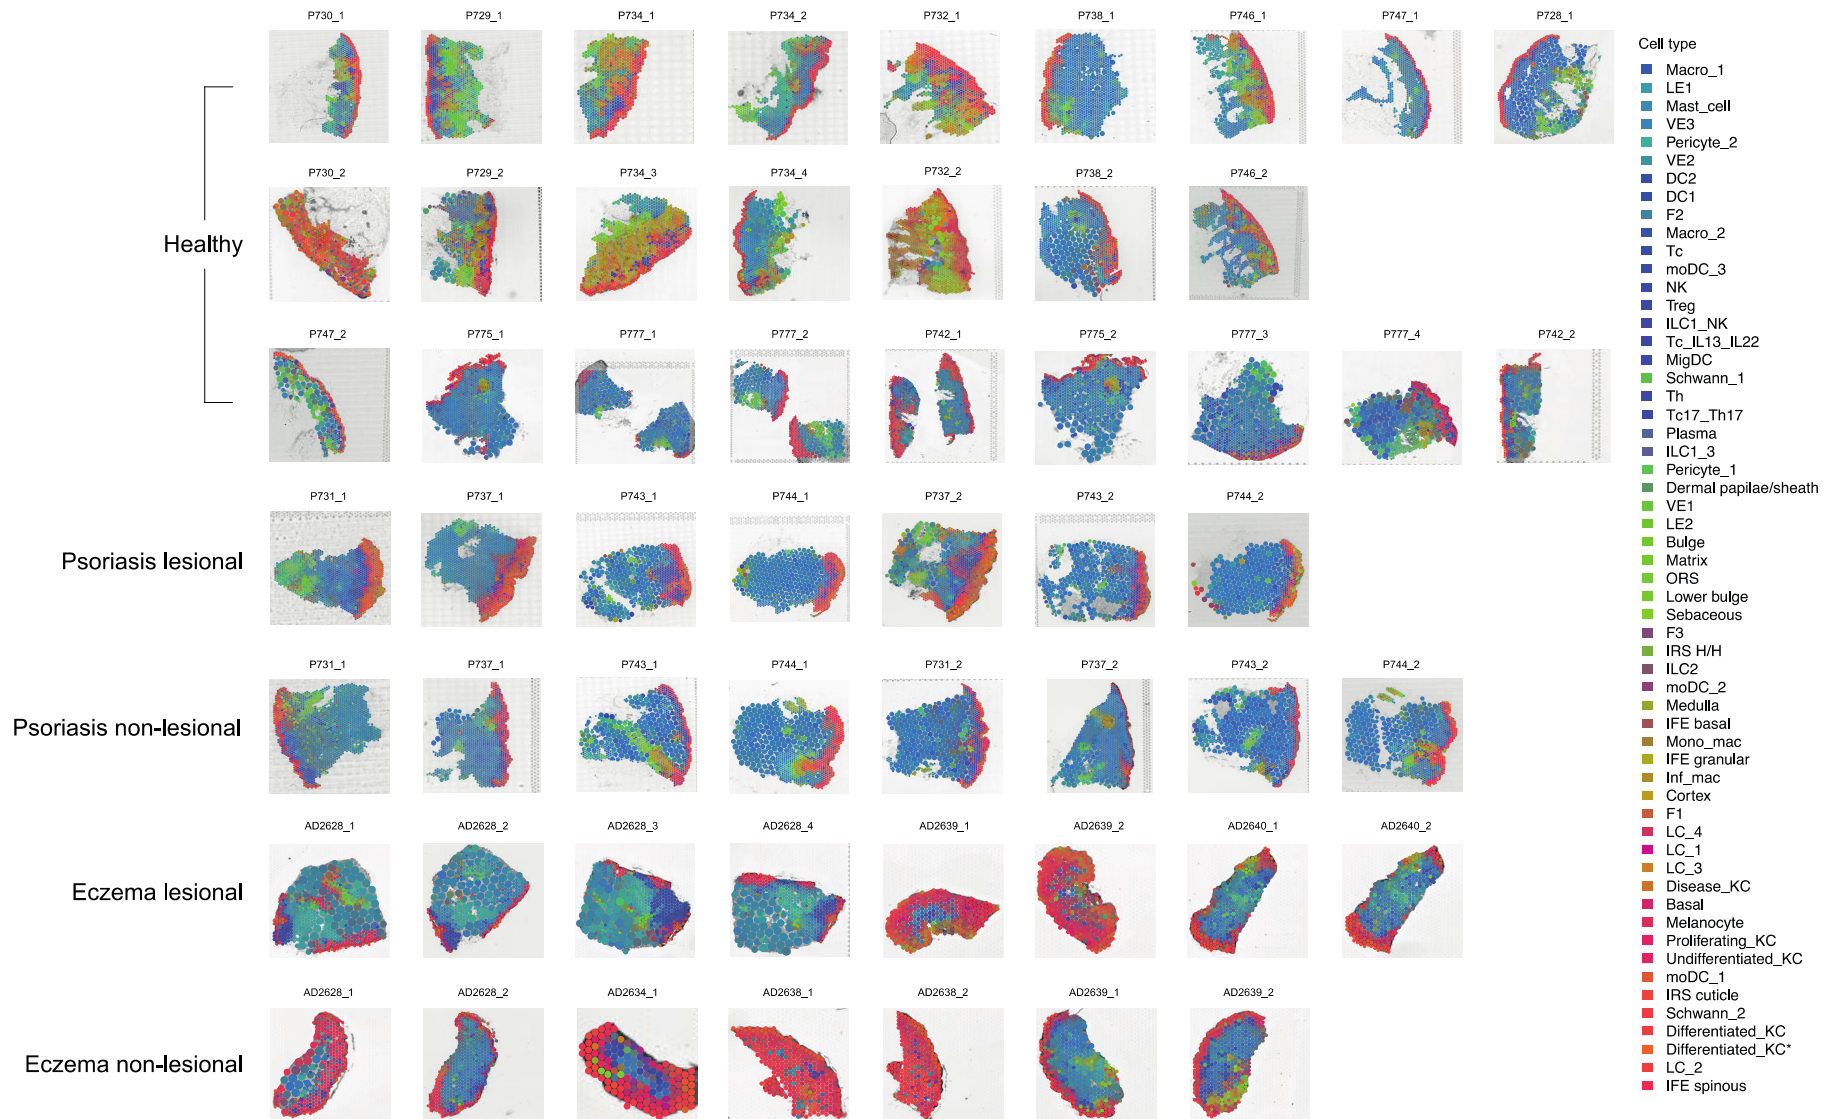 P730_1 P729_1 P734_1 P734_2 P732_1 P738_1 P746_1 P747_1 P728_1
P730_2 P729_2 P734_3 P734_4 P732_2 P738_2 P746_2
Healthy
P747_2 P775_1 P777_1 P777_2 P742_1 P775_2 P777_3 P777_4 P742_2
P731_1 P737_1 P743_1 P744_1 P737_2 P743_2 P744_2
Psoriasis lesional
P731_1 P737_1 P743_1 P744_1 P731_2 P737_2 P743_2 P744_2
Psoriasis non-lesional
AD2628_1 AD2628_2 AD2628_3 AD2628_4 AD2639_1 AD2639_2 AD2640_1 AD2640_2
Eczema lesional
AD2628_1 AD2628_2 AD2634_1 AD2638_1 AD2638_2 AD2639_1 AD2639_2
Eczema non-lesional
Cell type
Macro_1
LE1
Mast_cell
VE3
Pericyte_2
VE2
DC2
DC1
F2
Macro_2
Tc
moDC_3
NK
Treg
ILC1_NK
Tc_IL13_IL22
MigDC
Schwann_1
Th
Tc17_Th17
Plasma
ILC1_3
Pericyte_1
Dermal papilae/sheath
VE1
LE2
Bulge
Matrix
ORS
Lower bulge
Sebaceous
F3
IRS H/H
ILC2
moDC_2
Medulla
IFE basal
Mono_mac
IFE granular
Inf_mac
Cortex
F1
LC_4
LC_1
LC_3
Disease_KC
Basal
Melanocyte
Proliferating_KC
Undifferentiated_KC
moDC_1
IRS cuticle
Schwann_2
Differentiated_KC
Differentiated_KC*
LC_2
IFE spinous